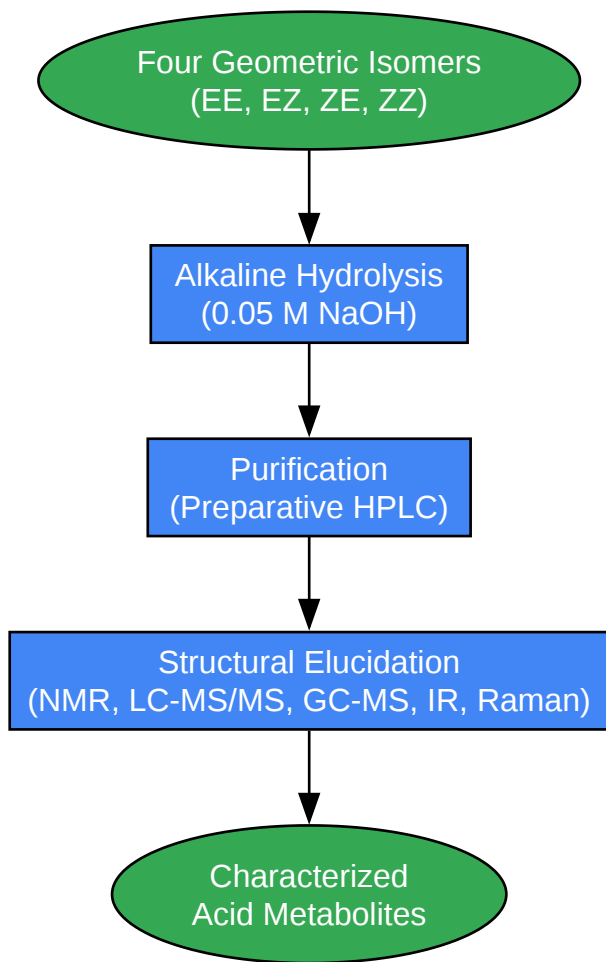 Four Geometric Isomers
(EE, EZ, ZE, ZZ)
Alkaline Hydrolysis
(0.05 M NaOH)
Purification
(Preparative HPLC)
Structural Elucidation
(NMR, LC-MS/MS, GC-MS, IR, Raman)
Characterized
Acid Metabolites